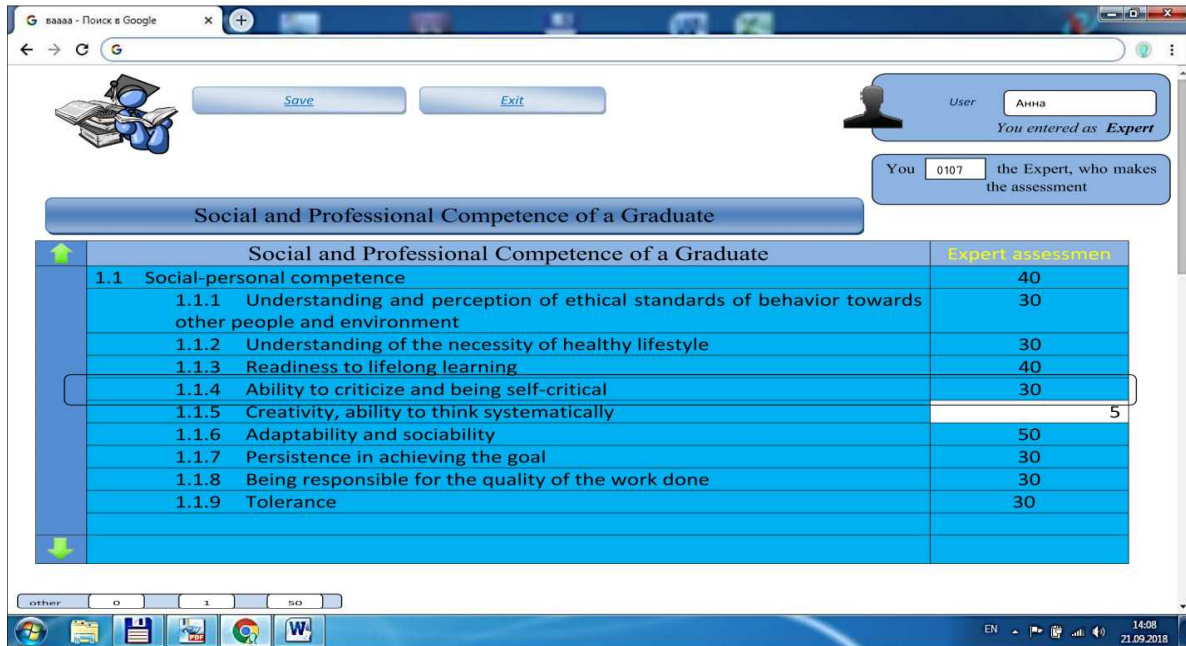 G ваааа - Поиск в Google
G
Save
Exit
User
Анна
You entered as Expert
You 0107 the Expert, who makes
the assessment
Social and Professional Competence of a Graduate
Social and Professional Competence of a Graduate Expert assessmen
1.1 Social-personal competence 40
1.1.1 Understanding and perception of ethical standards of behavior towards 30
other people and environment
1.1.2 Understanding of the necessity of healthy lifestyle 30
1.1.3 Readiness to lifelong learning 40
1.1.4 Ability to criticize and being self-critical 30
1.1.5 Creativity, ability to think systematically 5
1.1.6 Adaptability and sociability 50
1.1.7 Persistence in achieving the goal 30
1.1.8 Being responsible for the quality of the work done 30
1.1.9 Tolerance 30
other 0 1 50
PDF
W
EN
14:08
21.09.2018